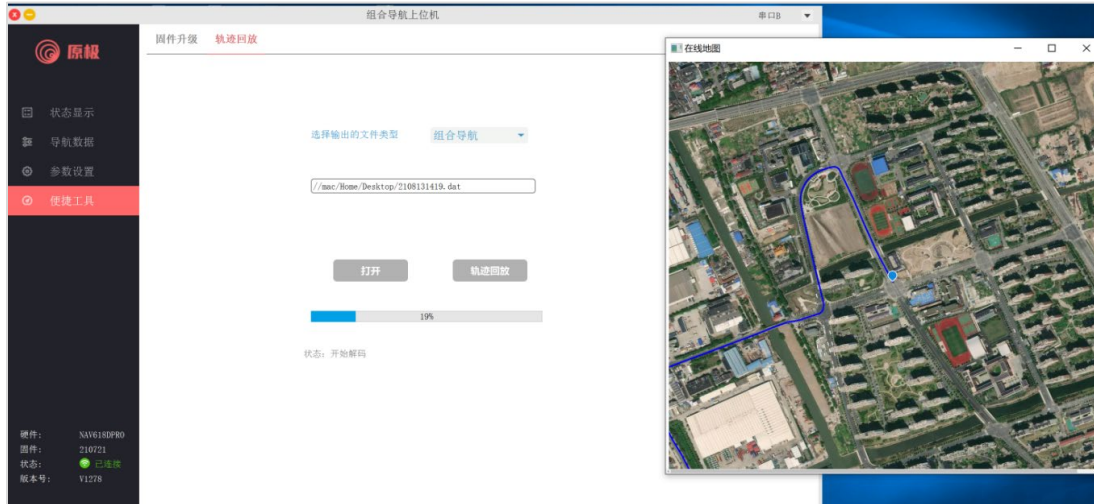 组合导航上位机
串口B
原极
固件升级 轨迹回放
在线地图
状态显示
导航数据
参数设置
便捷工具
选择输出的文件类型 组合导航
//mac/Home/Desktop/2108131419.dat
打开 轨迹回放
19%
状态: 开始解码
硬件: NAV618DPRO
固件: 210721
状态: 已连接
版本号: V1278